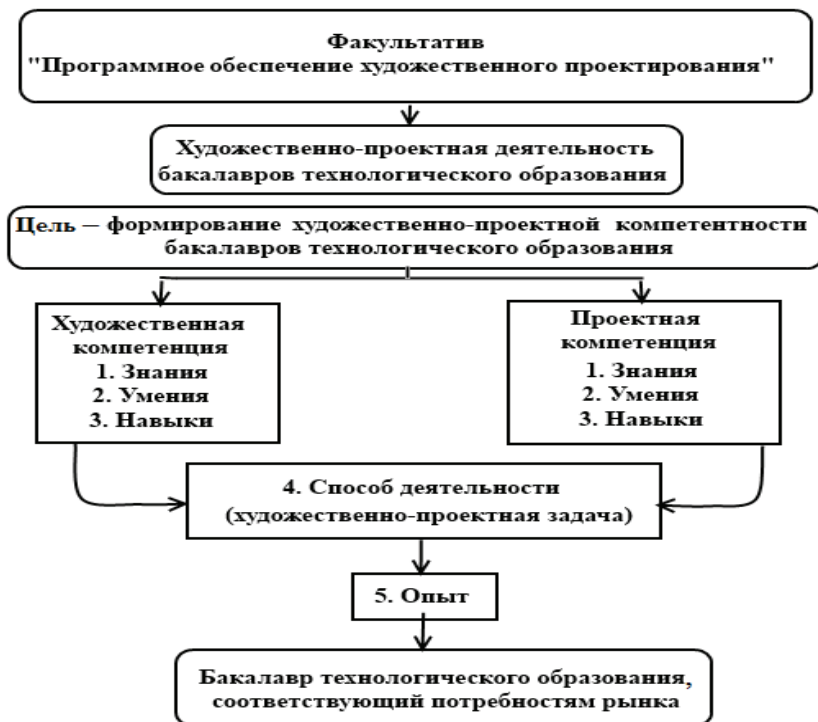 Факультатив
"Программное обеспечение художественного проектирования"
Художественно-проектная деятельность
бакалавров технологического образования
Цель — формирование художественно-проектной компетентности
бакалавров технологического образования
Художественная
компетенция
1. Знания
2. Умения
3. Навыки
Проектная
компетенция
1. Знания
2. Умения
3. Навыки
4. Способ деятельности
(художественно-проектная задача)
5. Опыт
Бакалавр технологического образования,
соответствующий потребностям рынка